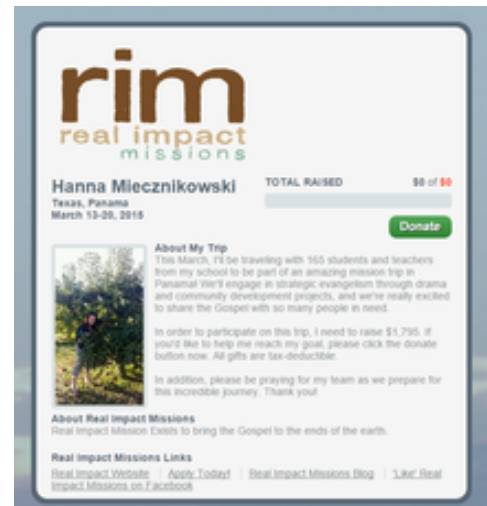 rim
real impact
missions
Hanna Miecznikowski
TOTAL RAISED $0 of $0
Texas, Panama
March 13-20, 2015
Donate
About My Trip
This March, I'll be traveling with 165 students and teachers
from my school to be part of an amazing mission trip in
Panama! We'll engage in strategic evangelism through drama
and community development projects, and we're really excited
to share the Gospel with so many people in need.
In order to participate on this trip, I need to raise $1,795. If
you'd like to help me reach my goal, please click the donate
button now. All gifts are tax-deductible.
In addition, please be praying for my team as we prepare for
this incredible journey. Thank you!
About Real Impact Missions
Real Impact Mission Exists to bring the Gospel to the ends of the earth.
Real Impact Missions Links
Real Impact Website | Apply Today! | Real Impact Missions Blog | 'Like' Real
Impact Missions on Facebook